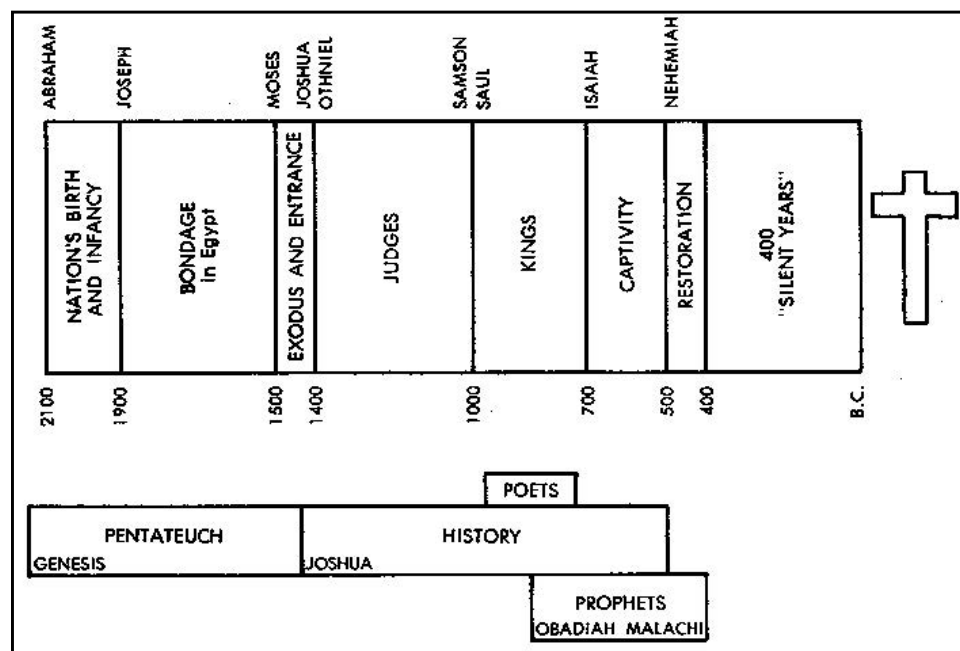 ABRAHAM
JOSEPH
MOSES
JOSHUA
OTHNIEL
SAMSON
SAUL
ISAIAH
NEHEMIAH
NATION'S BIRTH
AND INFANCY
BONDAGE
in Egypt
EXODUS AND ENTRANCE
JUDGES
KINGS
CAPTIVITY
RESTORATION
400
"SILENT YEARS"
2100
1900
1500
1400
1000
700
500
400
B.C.
POETS
PENTATEUCH
GENESIS
HISTORY
JOSHUA
PROPHETS
OBADIAH MALACHI